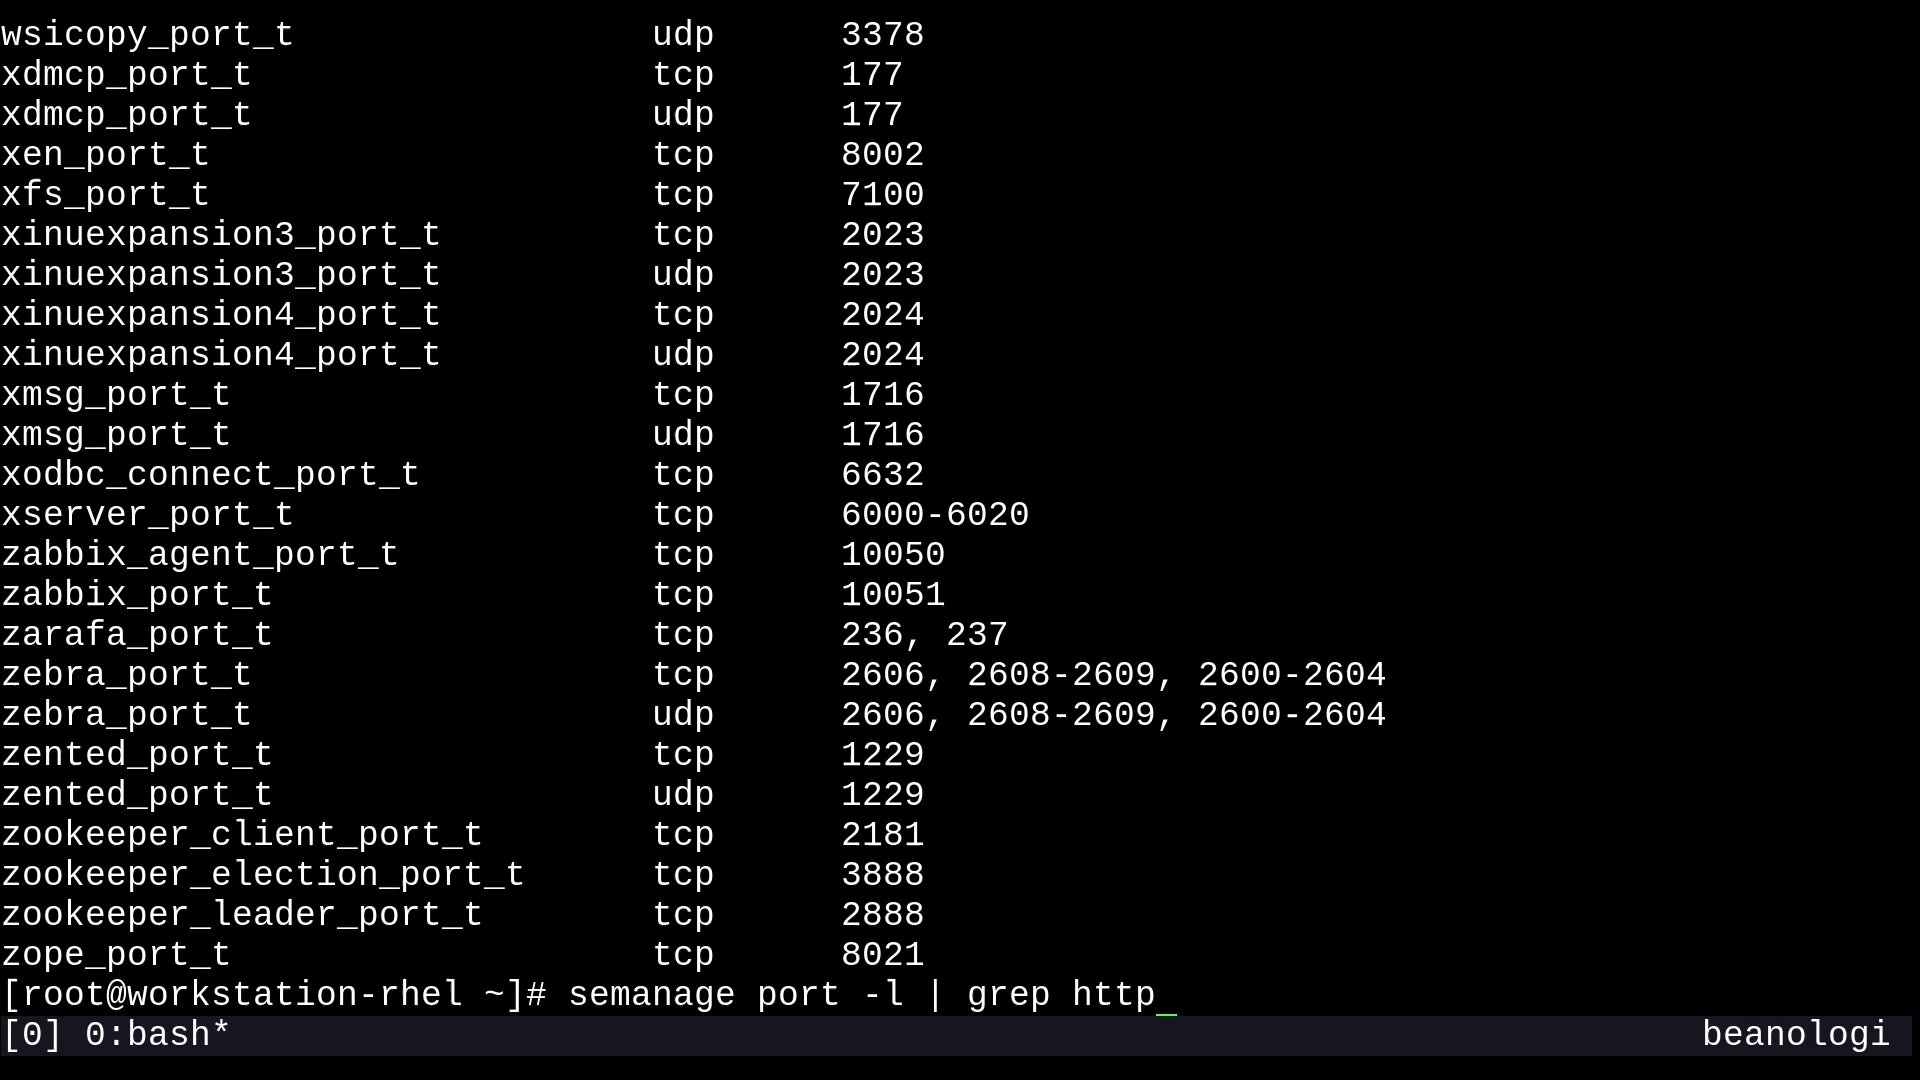 wsicopy_port_t                 udp      3378
xdmcp_port_t                   tcp      177
xdmcp_port_t                   udp      177
xen_port_t                     tcp      8002
xfs_port_t                     tcp      7100
xinuexpansion3_port_t          tcp      2023
xinuexpansion3_port_t          udp      2023
xinuexpansion4_port_t          tcp      2024
xinuexpansion4_port_t          udp      2024
xmsg_port_t                    tcp      1716
xmsg_port_t                    udp      1716
xodbc_connect_port_t           tcp      6632
xserver_port_t                 tcp      6000-6020
zabbix_agent_port_t            tcp      10050
zabbix_port_t                  tcp      10051
zarafa_port_t                  tcp      236, 237
zebra_port_t                   tcp      2606, 2608-2609, 2600-2604
zebra_port_t                   udp      2606, 2608-2609, 2600-2604
zented_port_t                  tcp      1229
zented_port_t                  udp      1229
zookeeper_client_port_t        tcp      2181
zookeeper_election_port_t      tcp      3888
zookeeper_leader_port_t        tcp      2888
zope_port_t                    tcp      8021
[root@workstation-rhel ~]# semanage port -l | grep http
[0] 0:bash* beanologi